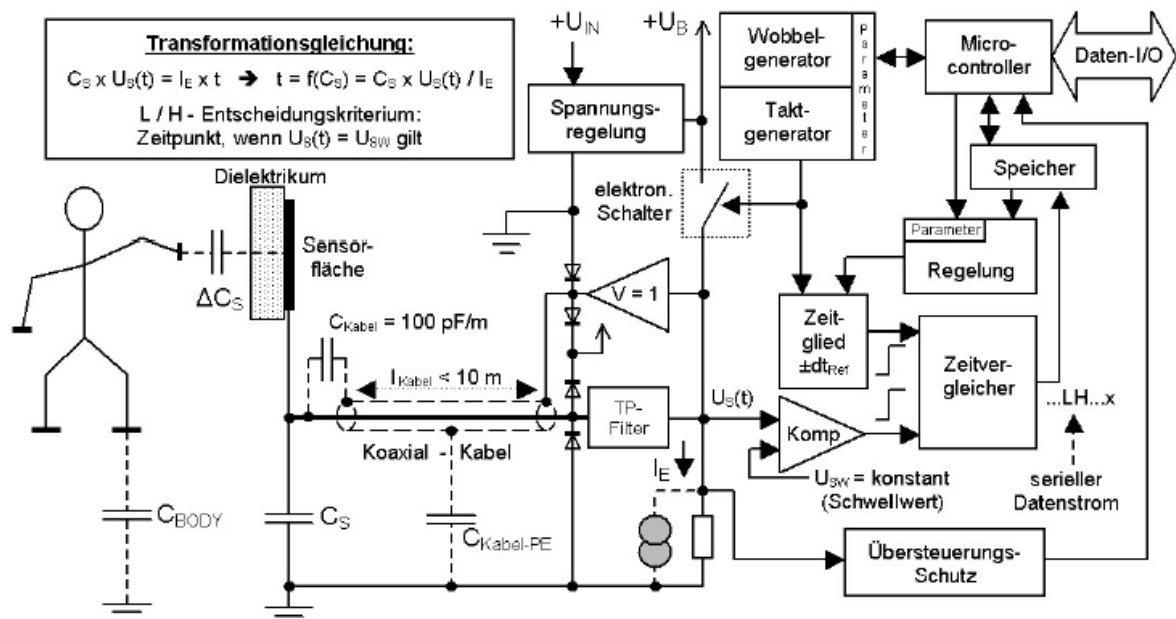 Transformationsgleichung:
C_S x U_S(t) = I_E x t ➔ t = f(C_S) = C_S x U_S(t) / I_E
L / H - Entscheidungskriterium:
Zeitpunkt, wenn U_S(t) = U_SW gilt
+U_IN
+U_B
Spannungs-
regelung
Wobbel-
generator
Takt-
generator
Parameter
Micro-
controller
Daten-I/O
Speicher
Parameter
Regelung
elektron.
Schalter
Dielektrikum
Sensor-
fläche
ΔC_S
C_Kabel = 100 pF/m
l_Kabel < 10 m
Koaxial - Kabel
V = 1
TP-
Filter
U_S(t)
Zeit-
glied
±dt_Ref
Zeitver-
gleicher
Komp
...LH...x
serieller
Datenstrom
U_SW = konstant
(Schwellwert)
I_E
C_BODY
C_S
C_Kabel-PE
Übersteuerungs-
Schutz